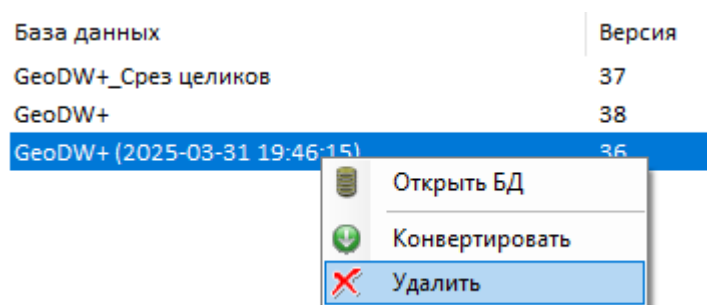 База данных Версия
GeoDW+_Срез целиков 37
GeoDW+ 38
GeoDW+ (2025-03-31 19:46:15) 36
Открыть БД
Конвертировать
Удалить